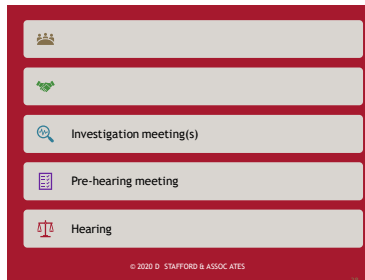 Investigation meeting(s)
Pre-hearing meeting
Hearing
© 2020 D STAFFORD & ASSOC ATES